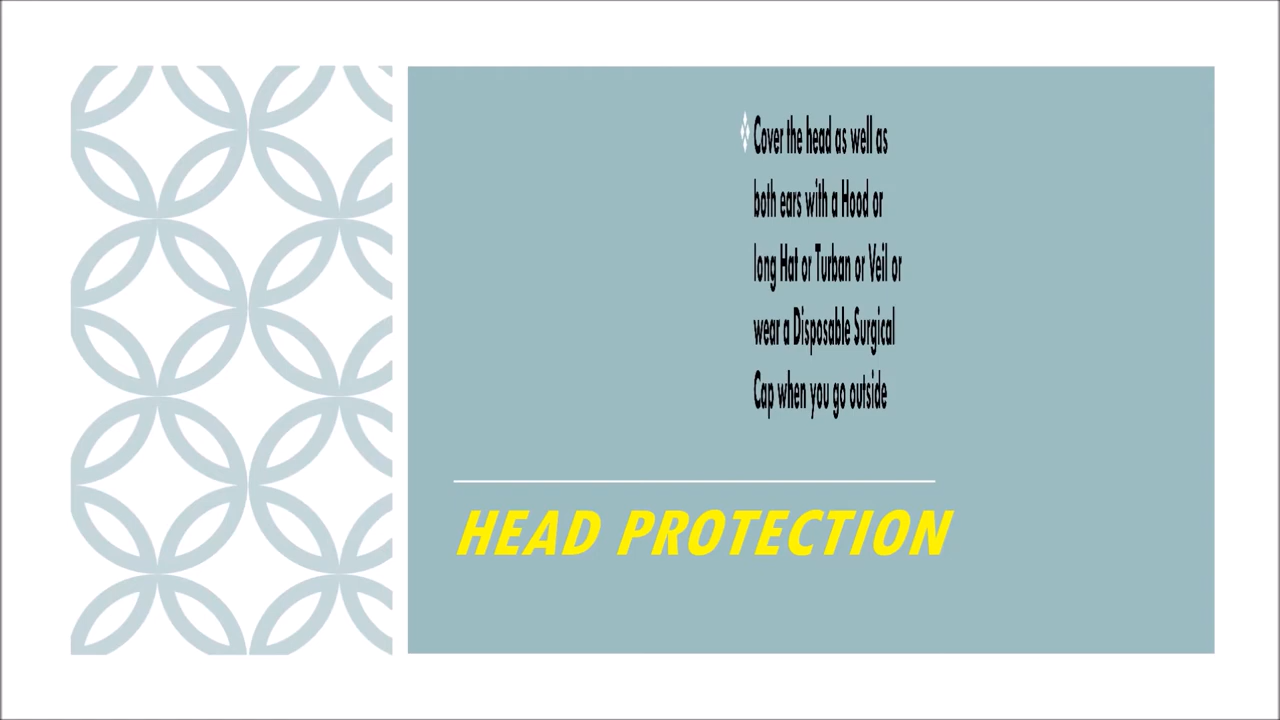 Cover the head as well as
both ears with a Hood or
long Hat or Turban or Veil or
wear a Disposable Surgical
Cap when you go outside
HEAD PROTECTION